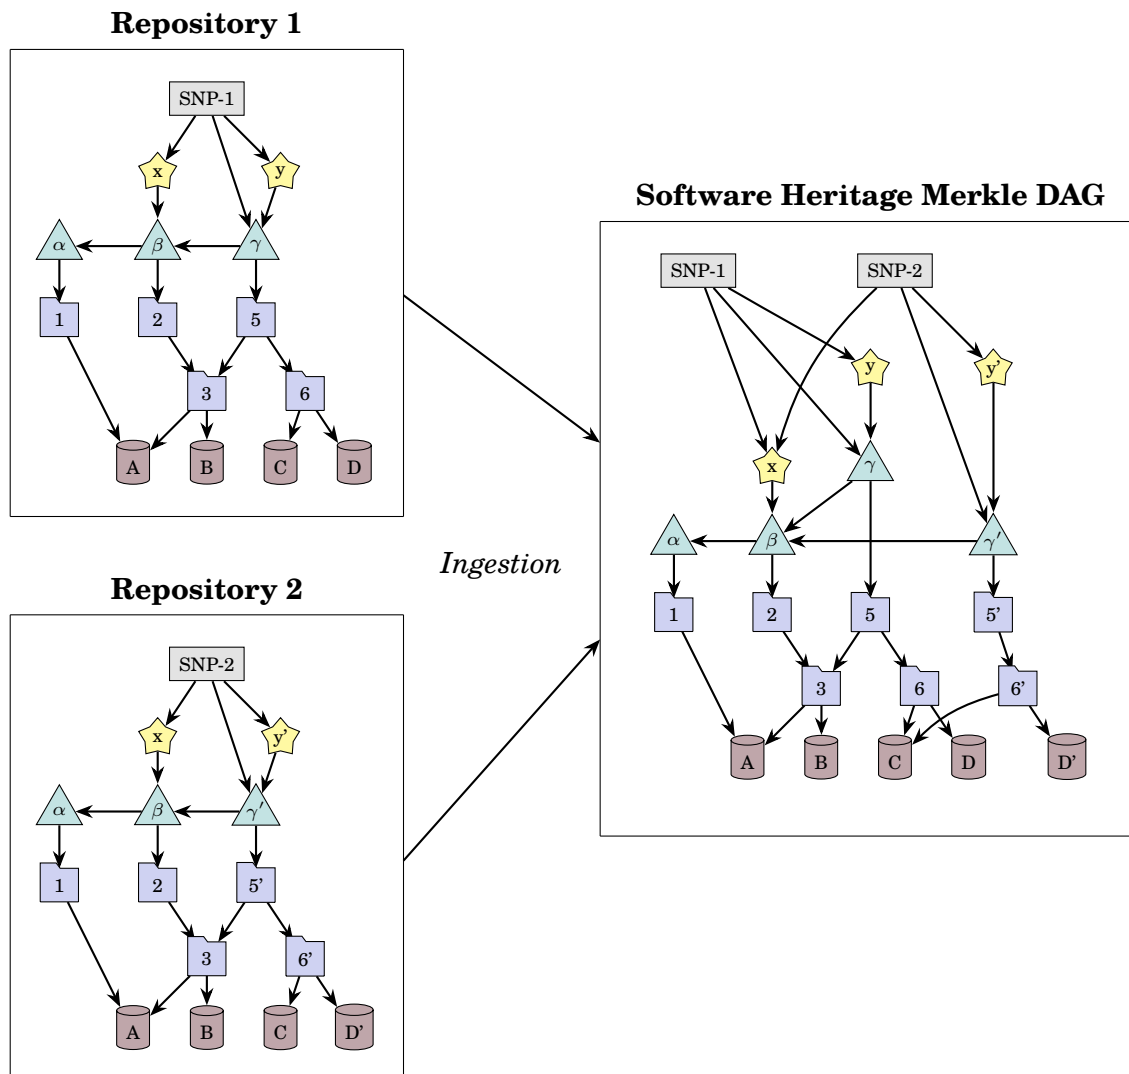 Repository 1
SNP-1
x y
α β γ
1 2 5
3 6
A B C D
Repository 2
SNP-2
x y'
α β γ′
1 2 5'
3 6'
A B C D'
Ingestion
Software Heritage Merkle DAG
SNP-1 SNP-2
y y'
x γ
α β γ′
1 2 5 5'
3 6 6'
A B C D D'